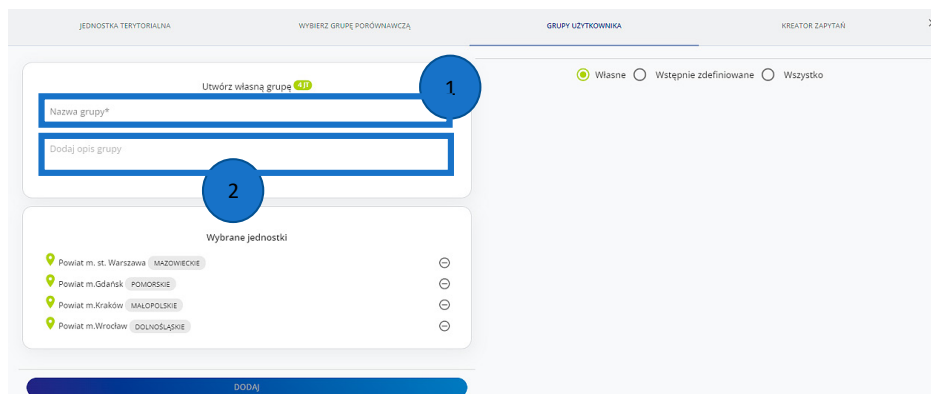 JEDNOSTKA TERYTORIALNA
WYBIERZ GRUPĘ PORÓWNAWCZĄ
GRUPY UŻYTKOWNIKA
KREATOR ZAPYTAŃ
Utwórz własną grupę 4 JT
1
Nazwa grupy*
Dodaj opis grupy
2
Własne Wstępnie zdefiniowane Wszystko
Wybrane jednostki
Powiat m. st. Warszawa MAZOWIECKIE
Powiat m.Gdańsk POMORSKIE
Powiat m.Kraków MAŁOPOLSKIE
Powiat m.Wrocław DOLNOŚLĄSKIE
DODAJ